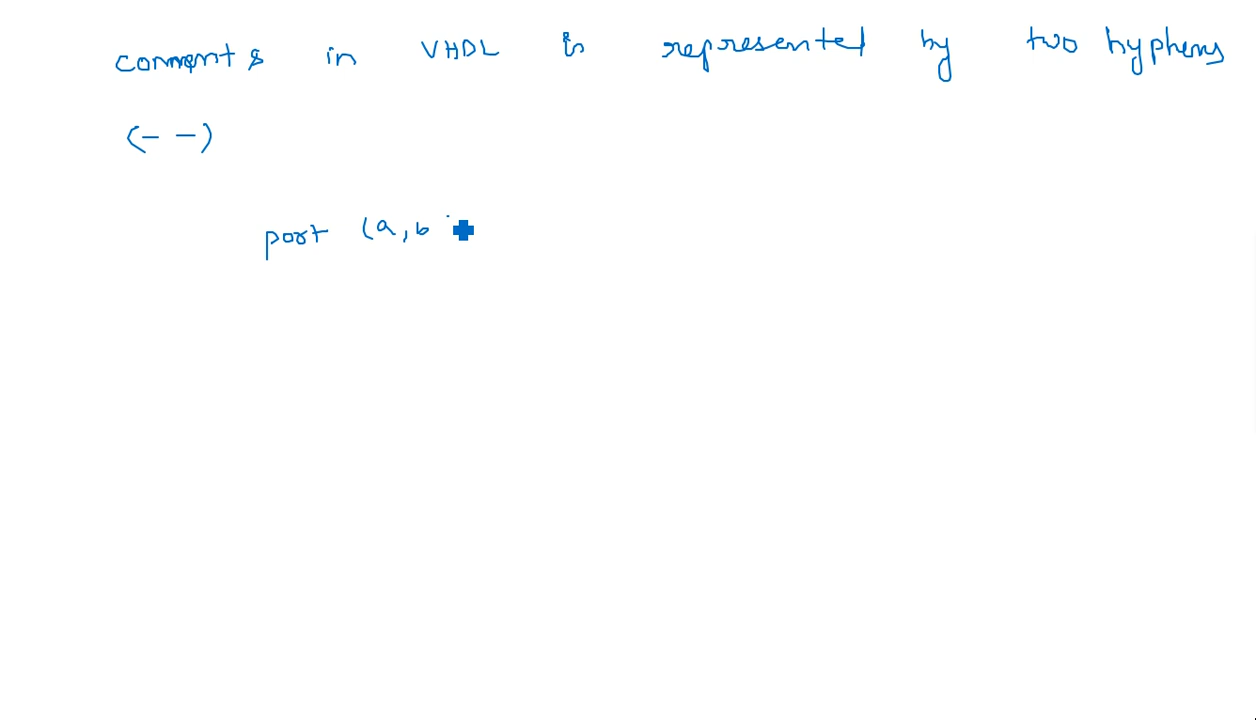 comments in VHDL is represented by two hyphens
(- -)
port (a, b